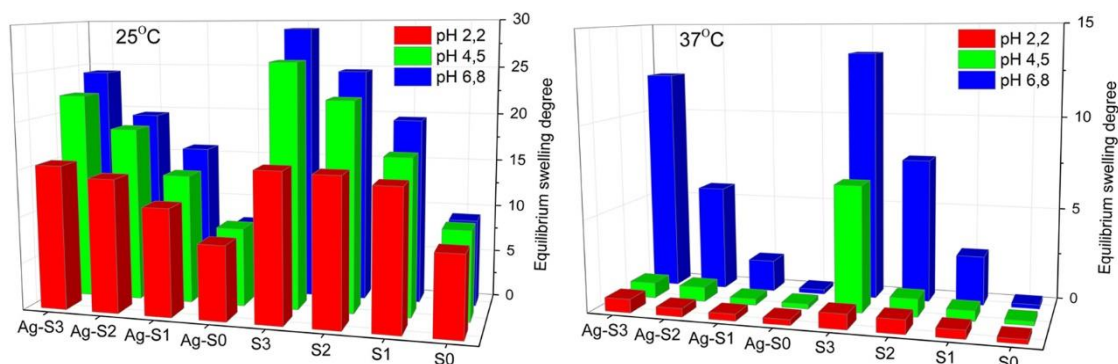 25°C
pH 2,2
pH 4,5
pH 6,8
30
25
20
15
10
5
0
Equilibrium swelling degree
Ag-S3
Ag-S2
Ag-S1
Ag-S0
S3
S2
S1
S0
37°C
pH 2,2
pH 4,5
pH 6,8
15
10
5
0
Equilibrium swelling degree
Ag-S3
Ag-S2
Ag-S1
Ag-S0
S3
S2
S1
S0